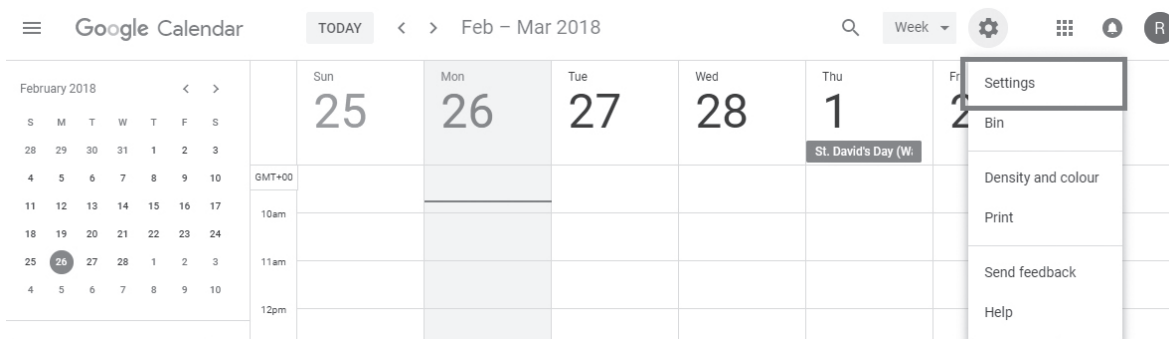 Google Calendar TODAY < > Feb – Mar 2018 Week R
February 2018 < >
S M T W T F S
28 29 30 31 1 2 3
4 5 6 7 8 9 10
11 12 13 14 15 16 17
18 19 20 21 22 23 24
25 26 27 28 1 2 3
4 5 6 7 8 9 10
Sun Mon Tue Wed Thu Fr
25 26 27 28 1 2
St. David's Day (Wa
GMT+00
10am
11am
12pm
Settings
Bin
Density and colour
Print
Send feedback
Help